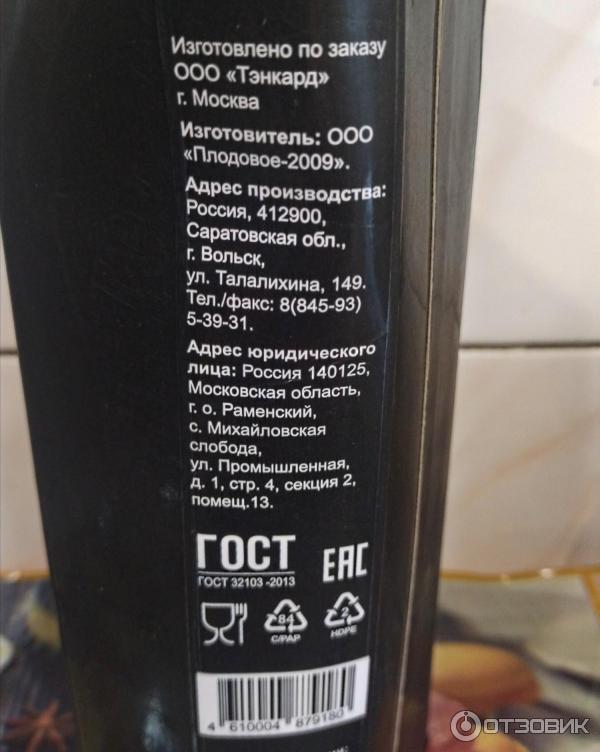 Изготовлено по заказу
ООО «Тэнкард»
г. Москва
Изготовитель: ООО
«Плодовое-2009».
Адрес производства:
Россия, 412900,
Саратовская обл.,
г. Вольск,
ул. Талалихина, 149.
Тел./факс: 8(845-93)
5-39-31.
Адрес юридического
лица: Россия 140125,
Московская область,
г. о. Раменский,
с. Михайловская
слобода,
ул. Промышленная,
д. 1, стр. 4, секция 2,
помещ.13.
ГОСТ
ГОСТ 32103 -2013
EAC
84
C/PAP
2
HDPE
4 610004 879180
ОТЗОВИК